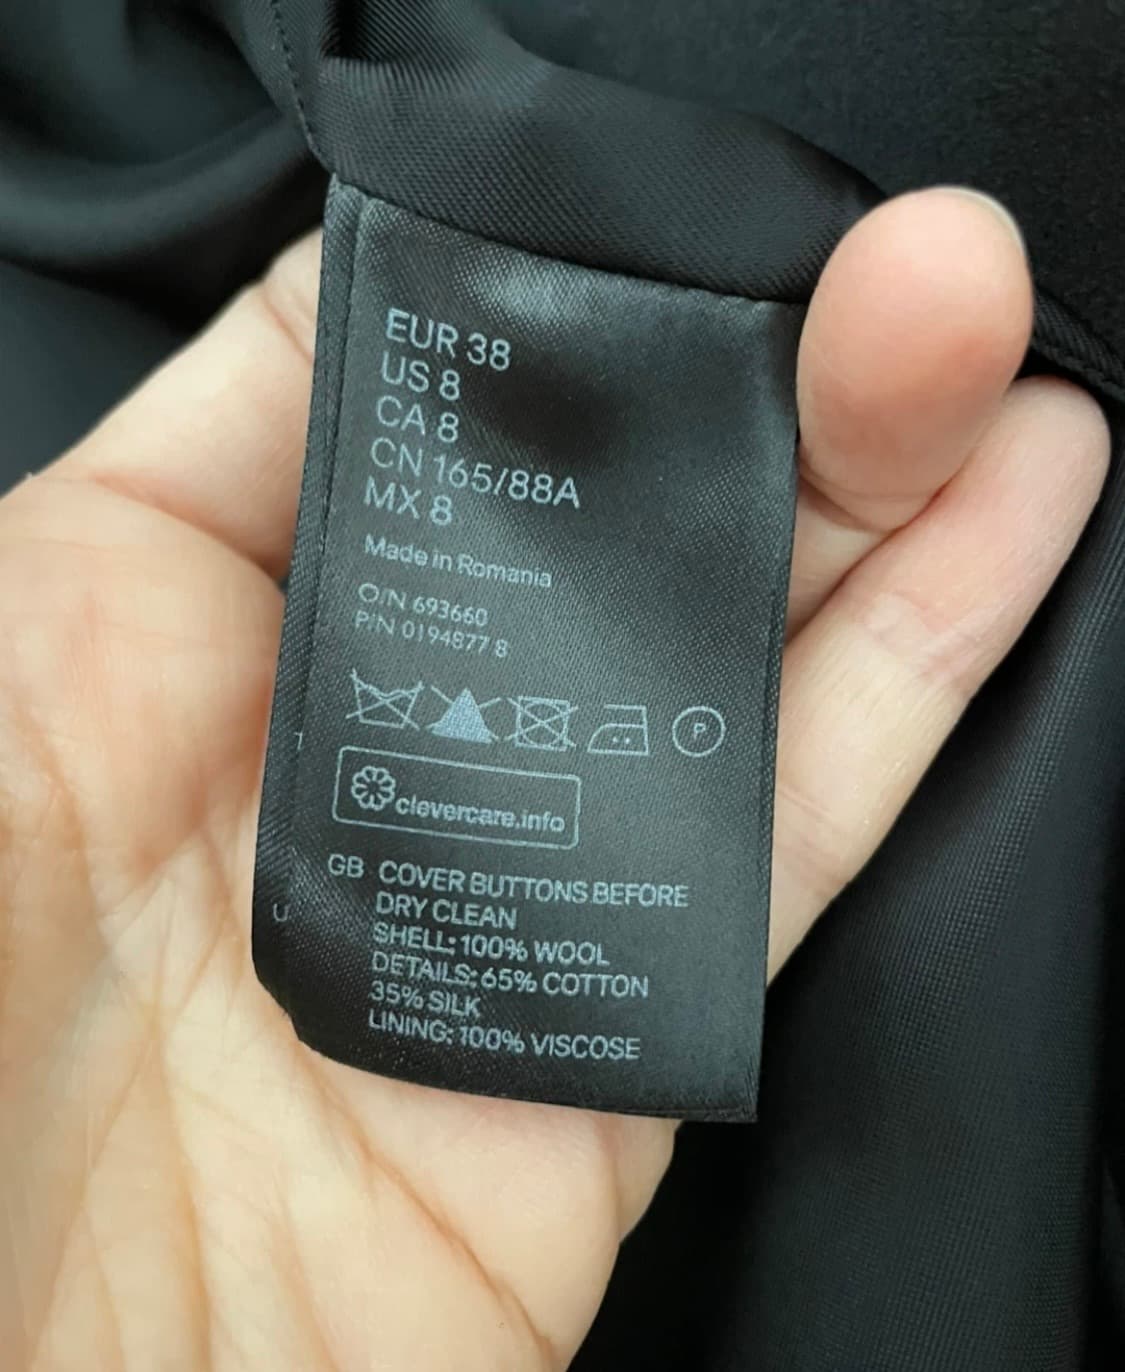 EUR 38
US 8
CA 8
CN 165/88A
MX 8
Made in Romania
O/N 693660
P/N 0194877 8
P
clevercare.info
GB COVER BUTTONS BEFORE
DRY CLEAN
SHELL: 100% WOOL
DETAILS: 65% COTTON
35% SILK
LINING: 100% VISCOSE